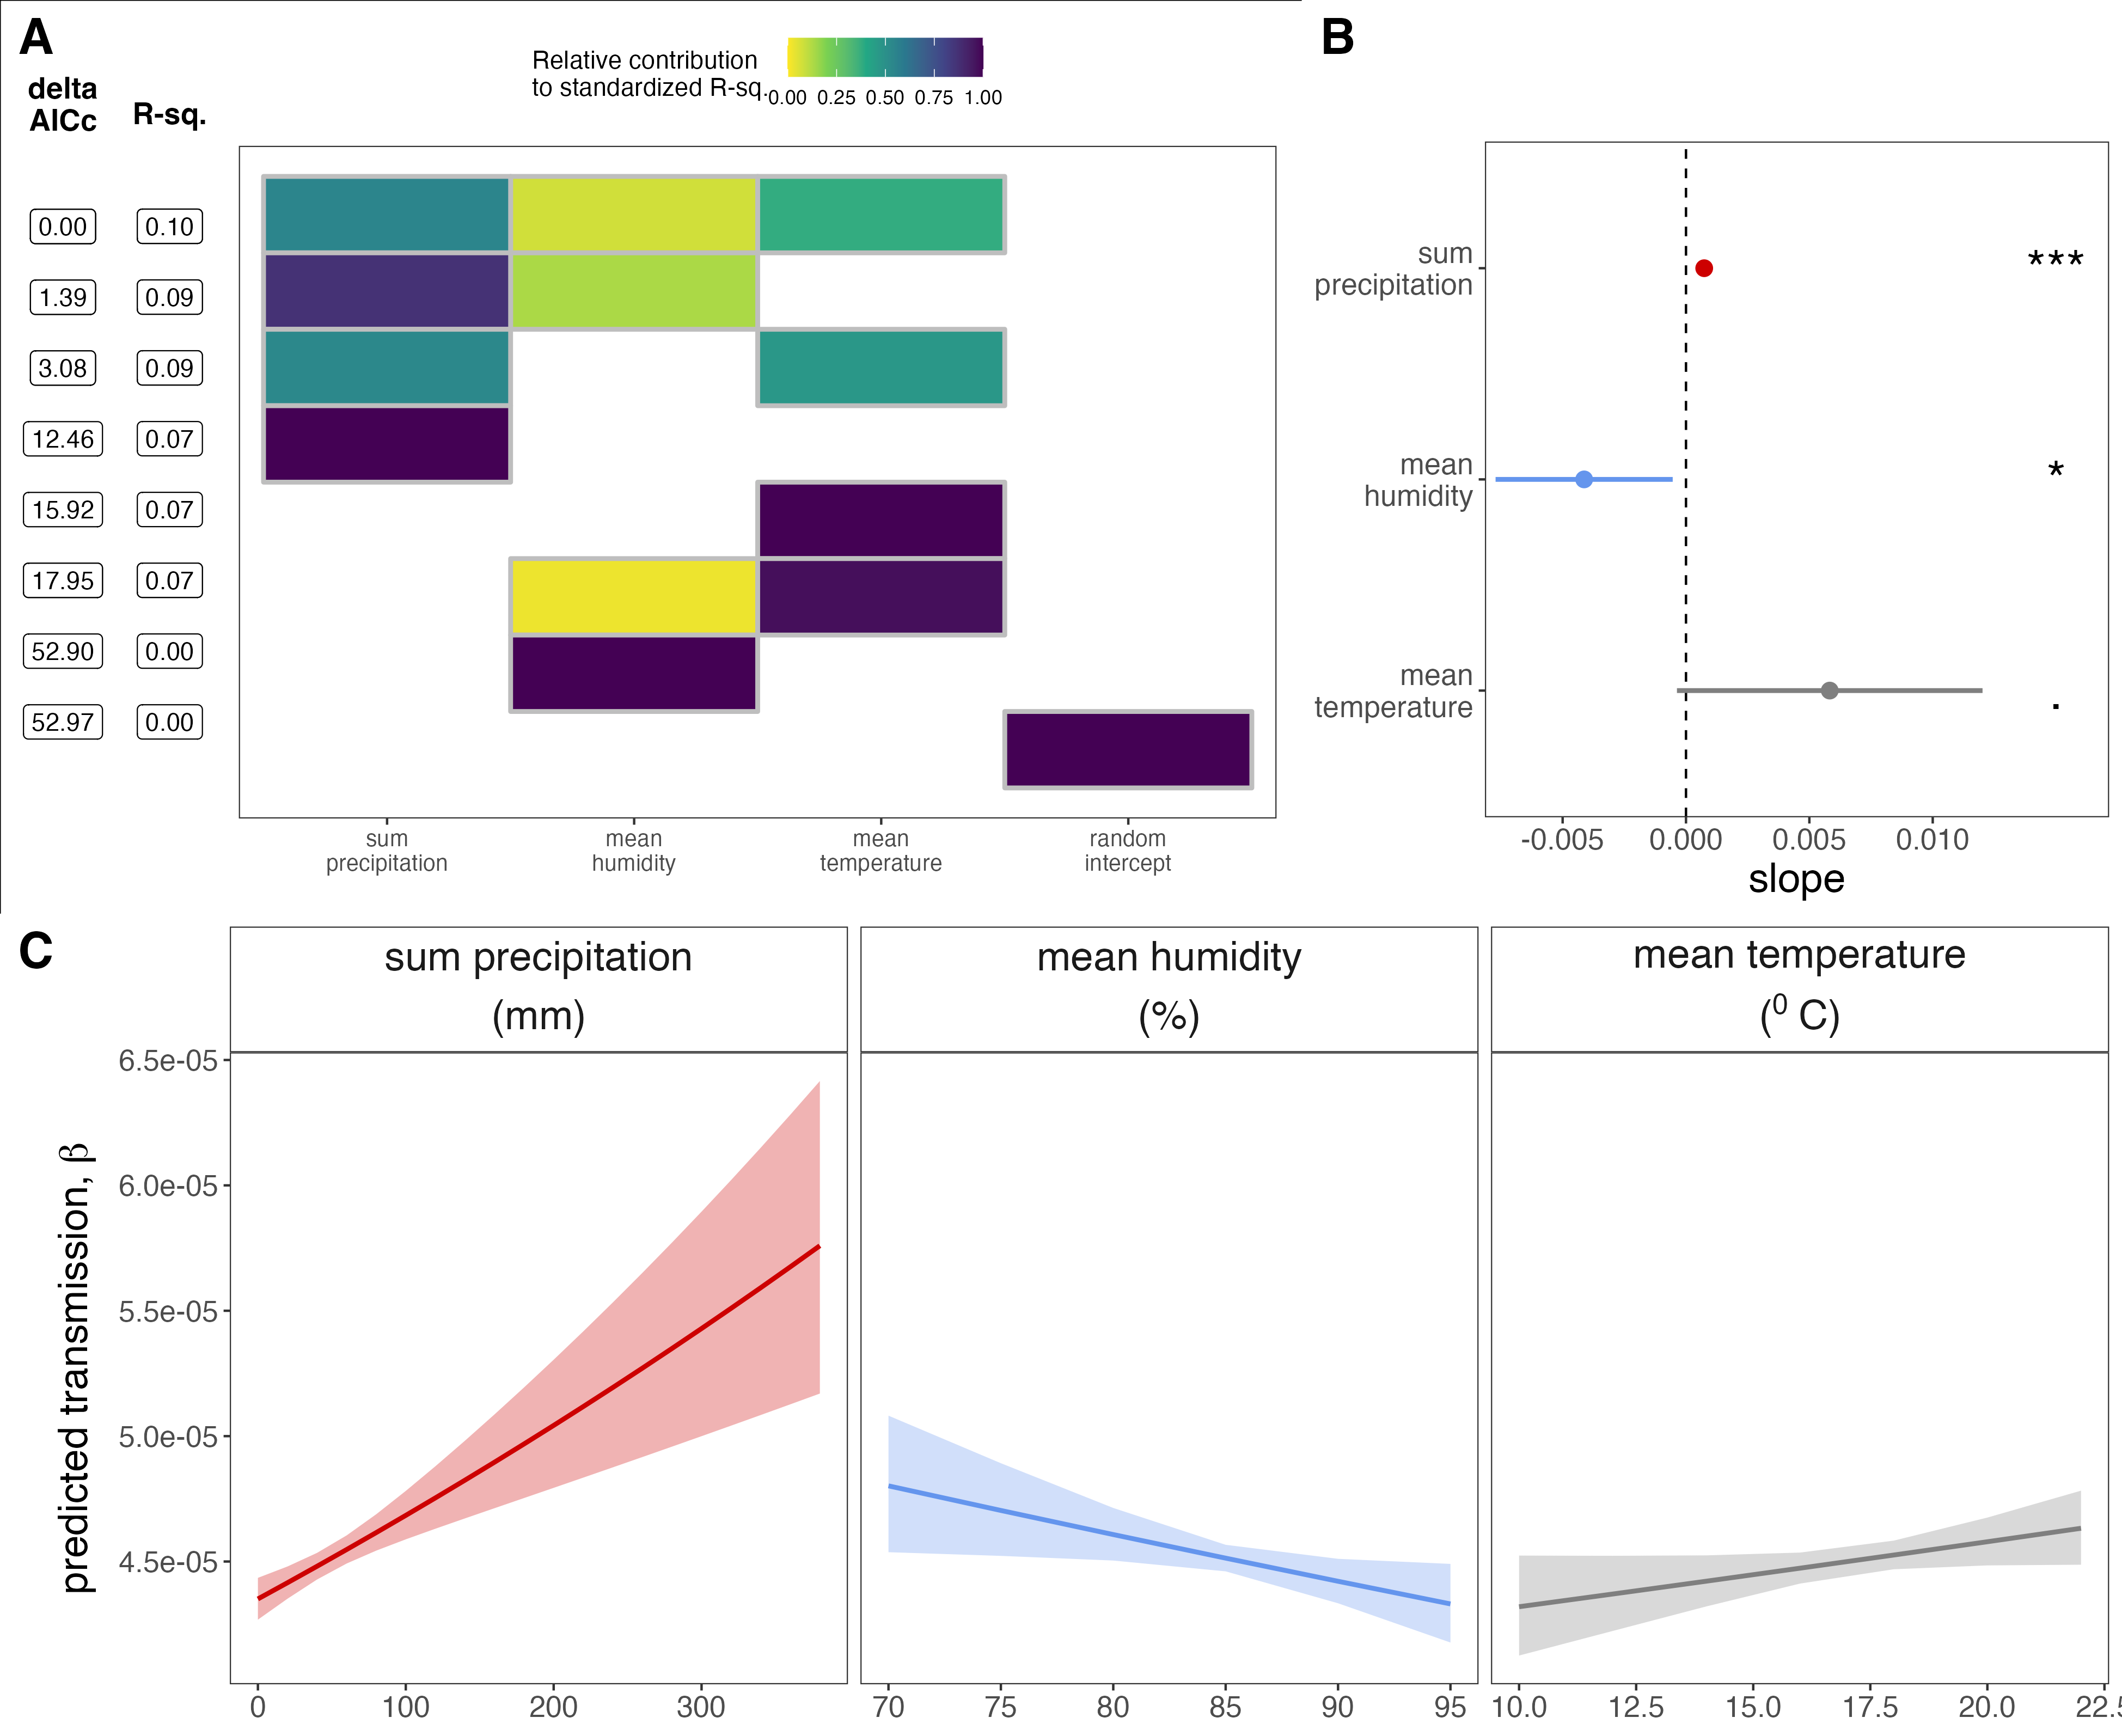 A
delta
AICc
R-sq.
Relative contribution
to standardized R-sq.
0.00 0.25 0.50 0.75 1.00
0.00 0.10
1.39 0.09
3.08 0.09
12.46 0.07
15.92 0.07
17.95 0.07
52.90 0.00
52.97 0.00
sum
precipitation
mean
humidity
mean
temperature
random
intercept
B
sum
precipitation
***
mean
humidity
*
mean
temperature
.
-0.005 0.000 0.005 0.010
slope
C
sum precipitation
(mm)
mean humidity
(%)
mean temperature
(⁰ C)
predicted transmission, β
6.5e-05
6.0e-05
5.5e-05
5.0e-05
4.5e-05
0 100 200 300
70 75 80 85 90 95
10.0 12.5 15.0 17.5 20.0 22.5